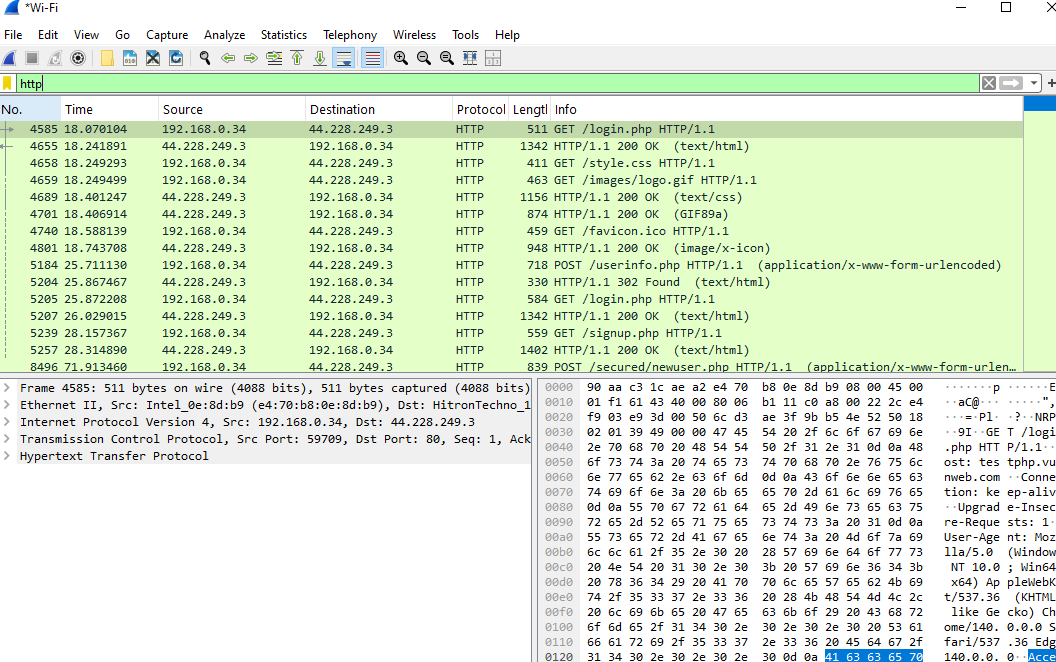 *Wi-Fi
File Edit View Go Capture Analyze Statistics Telephony Wireless Tools Help
http
No. Time Source Destination Protocol Lengtl Info
4585 18.070104 192.168.0.34 44.228.249.3 HTTP 511 GET /login.php HTTP/1.1
4655 18.241891 44.228.249.3 192.168.0.34 HTTP 1342 HTTP/1.1 200 OK (text/html)
4658 18.249293 192.168.0.34 44.228.249.3 HTTP 411 GET /style.css HTTP/1.1
4659 18.249499 192.168.0.34 44.228.249.3 HTTP 463 GET /images/logo.gif HTTP/1.1
4689 18.401247 44.228.249.3 192.168.0.34 HTTP 1156 HTTP/1.1 200 OK (text/css)
4701 18.406914 44.228.249.3 192.168.0.34 HTTP 874 HTTP/1.1 200 OK (GIF89a)
4740 18.588139 192.168.0.34 44.228.249.3 HTTP 459 GET /favicon.ico HTTP/1.1
4801 18.743708 44.228.249.3 192.168.0.34 HTTP 948 HTTP/1.1 200 OK (image/x-icon)
5184 25.711130 192.168.0.34 44.228.249.3 HTTP 718 POST /userinfo.php HTTP/1.1 (application/x-www-form-urlencoded)
5204 25.867467 44.228.249.3 192.168.0.34 HTTP 330 HTTP/1.1 302 Found (text/html)
5205 25.872208 192.168.0.34 44.228.249.3 HTTP 584 GET /login.php HTTP/1.1
5207 26.029015 44.228.249.3 192.168.0.34 HTTP 1342 HTTP/1.1 200 OK (text/html)
5239 28.157367 192.168.0.34 44.228.249.3 HTTP 559 GET /signup.php HTTP/1.1
5257 28.314890 44.228.249.3 192.168.0.34 HTTP 1402 HTTP/1.1 200 OK (text/html)
8496 71.913460 192.168.0.34 44.228.249.3 HTTP 839 POST /secured/newuser.php HTTP/1.1 (application/x-www-form-urlen…
Frame 4585: 511 bytes on wire (4088 bits), 511 bytes captured (4088 bits)
Ethernet II, Src: Intel_0e:8d:b9 (e4:70:b8:0e:8d:b9), Dst: HitronTechno_1
Internet Protocol Version 4, Src: 192.168.0.34, Dst: 44.228.249.3
Transmission Control Protocol, Src Port: 59709, Dst Port: 80, Seq: 1, Ack
Hypertext Transfer Protocol
0000 90 aa c3 1c ae a2 e4 70 b8 0e 8d b9 08 00 45 00 ·······p ······E
0010 01 f1 61 43 40 00 80 06 b1 11 c0 a8 00 22 2c e4 ··aC@··· ·····",
0020 f9 03 e9 3d 00 50 6c d3 ae 3f 9b b5 4e 52 50 18 ···=·Pl· ·?··NRP
0030 02 01 39 49 00 00 47 45 54 20 2f 6c 6f 67 69 6e ··9I··GE T /logi
0040 2e 70 68 70 20 48 54 54 50 2f 31 2e 31 0d 0a 48 .php HTT P/1.1··
0050 6f 73 74 3a 20 74 65 73 74 70 68 70 2e 76 75 6c ost: tes tphp.vu
0060 6e 77 65 62 2e 63 6f 6d 0d 0a 43 6f 6e 6e 65 63 nweb.com ··Conne
0070 74 69 6f 6e 3a 20 6b 65 65 70 2d 61 6c 69 76 65 tion: ke ep-aliv
0080 0d 0a 55 70 67 72 61 64 65 2d 49 6e 73 65 63 75 ··Upgrad e-Insec
0090 72 65 2d 52 65 71 75 65 73 74 73 3a 20 31 0d 0a re-Reque sts: 1·
00a0 55 73 65 72 2d 41 67 65 6e 74 3a 20 4d 6f 7a 69 User-Age nt: Moz
00b0 6c 6c 61 2f 35 2e 30 20 28 57 69 6e 64 6f 77 73 lla/5.0 (Window
00c0 20 4e 54 20 31 30 2e 30 3b 20 57 69 6e 36 34 3b NT 10.0 ; Win64
00d0 20 78 36 34 29 20 41 70 70 6c 65 57 65 62 4b 69 x64) Ap pleWebK
00e0 74 2f 35 33 37 2e 33 36 20 28 4b 48 54 4d 4c 2c t/537.36 (KHTML
00f0 20 6c 69 6b 65 20 47 65 63 6b 6f 29 20 43 68 72 like Ge cko) Ch
0100 6f 6d 65 2f 31 34 30 2e 30 2e 30 2e 30 20 53 61 ome/140. 0.0.0 S
0110 66 61 72 69 2f 35 33 37 2e 33 36 20 45 64 67 2f fari/537 .36 Edg
0120 31 34 30 2e 30 2e 30 2e 30 0d 0a 41 63 63 65 70 140.0.0. 0··Acce